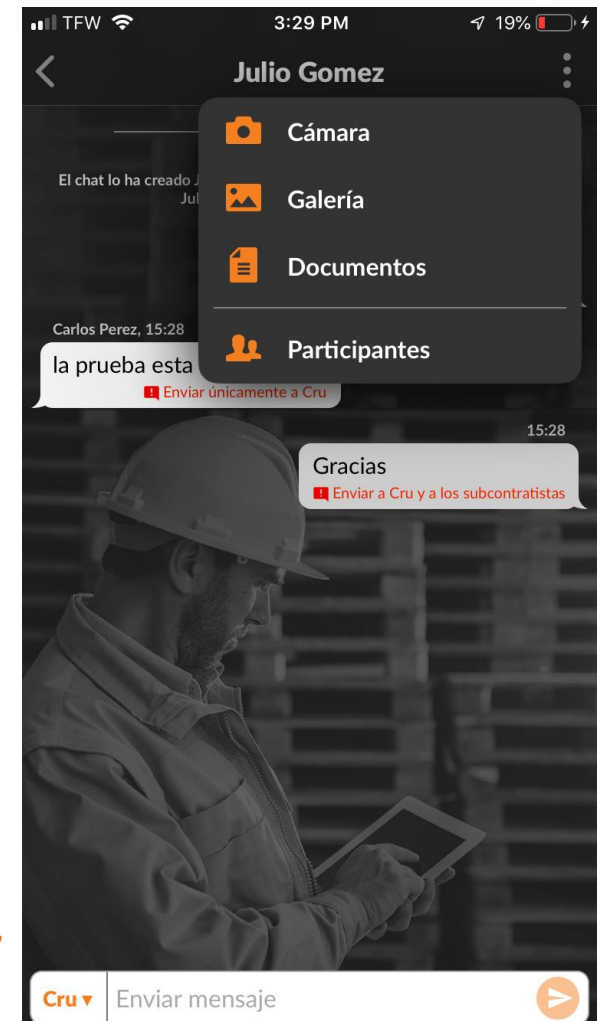 TFW 3:29 PM 19%
Julio Gomez
Cámara
El chat lo ha creado
Galería
Documentos
Carlos Perez, 15:28
Participantes
la prueba esta
Enviar únicamente a Cru
15:28
Gracias
Enviar a Cru y a los subcontratistas
Cru ▾ Enviar mensaje